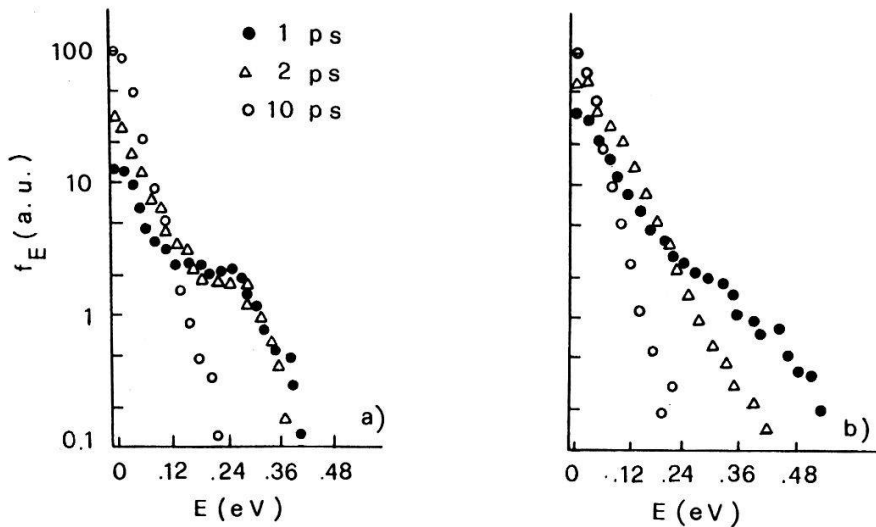 1 ps
2 ps
10 ps
100
10
1
0.1
f_E (a.u.)
a)
0 .12 .24 .36 .48
E (eV)
b)
0 .12 .24 .36 .48
E (eV)